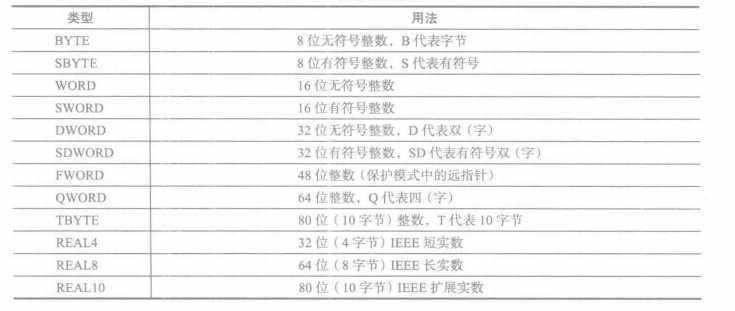 类型 用法
BYTE 8 位无符号整数，B 代表字节
SBYTE 8 位有符号整数，S 代表有符号
WORD 16 位无符号整数
SWORD 16 位有符号整数
DWORD 32 位无符号整数，D 代表双（字）
SDWORD 32 位有符号整数，SD 代表有符号双（字）
FWORD 48 位整数（保护模式中的远指针）
QWORD 64 位整数，Q 代表四（字）
TBYTE 80 位（10 字节）整数，T 代表 10 字节
REAL4 32 位（4 字节）IEEE 短实数
REAL8 64 位（8 字节）IEEE 长实数
REAL10 80 位（10 字节）IEEE 扩展实数